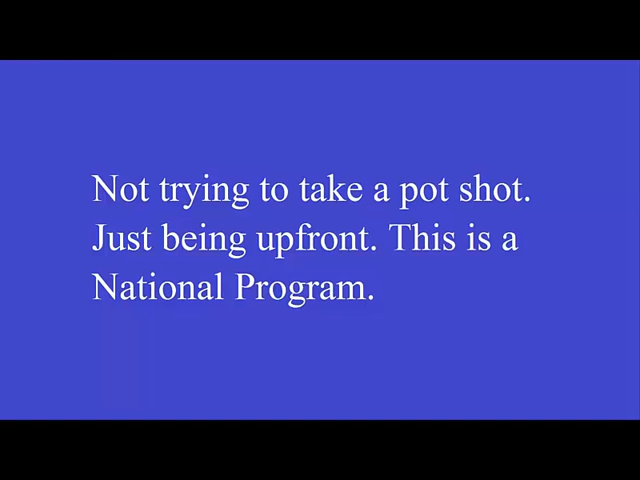 Not trying to take a pot shot.
Just being upfront. This is a
National Program.